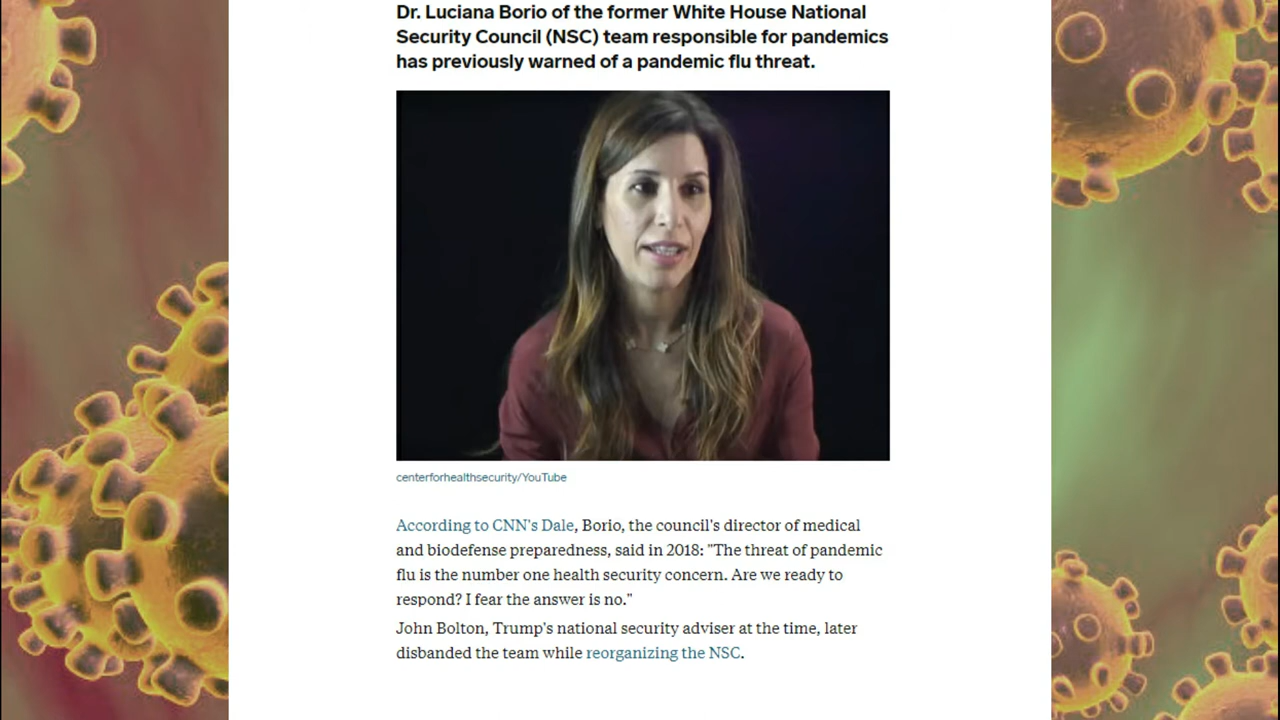 Dr. Luciana Borio of the former White House National
Security Council (NSC) team responsible for pandemics
has previously warned of a pandemic flu threat.
centerforhealthsecurity/YouTube
According to CNN's Dale, Borio, the council's director of medical
and biodefense preparedness, said in 2018: "The threat of pandemic
flu is the number one health security concern. Are we ready to
respond? I fear the answer is no."
John Bolton, Trump's national security adviser at the time, later
disbanded the team while reorganizing the NSC.